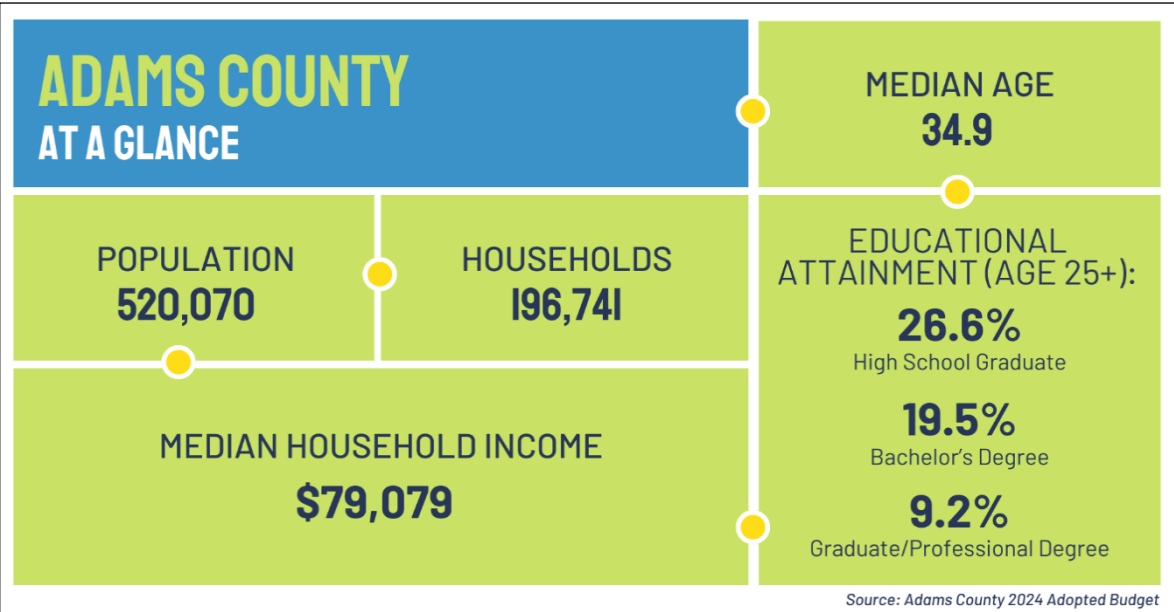 ADAMS COUNTY
AT A GLANCE
MEDIAN AGE
34.9
POPULATION
520,070
HOUSEHOLDS
196,741
MEDIAN HOUSEHOLD INCOME
$79,079
EDUCATIONAL
ATTAINMENT (AGE 25+):
26.6%
High School Graduate
19.5%
Bachelor's Degree
9.2%
Graduate/Professional Degree
Source: Adams County 2024 Adopted Budget